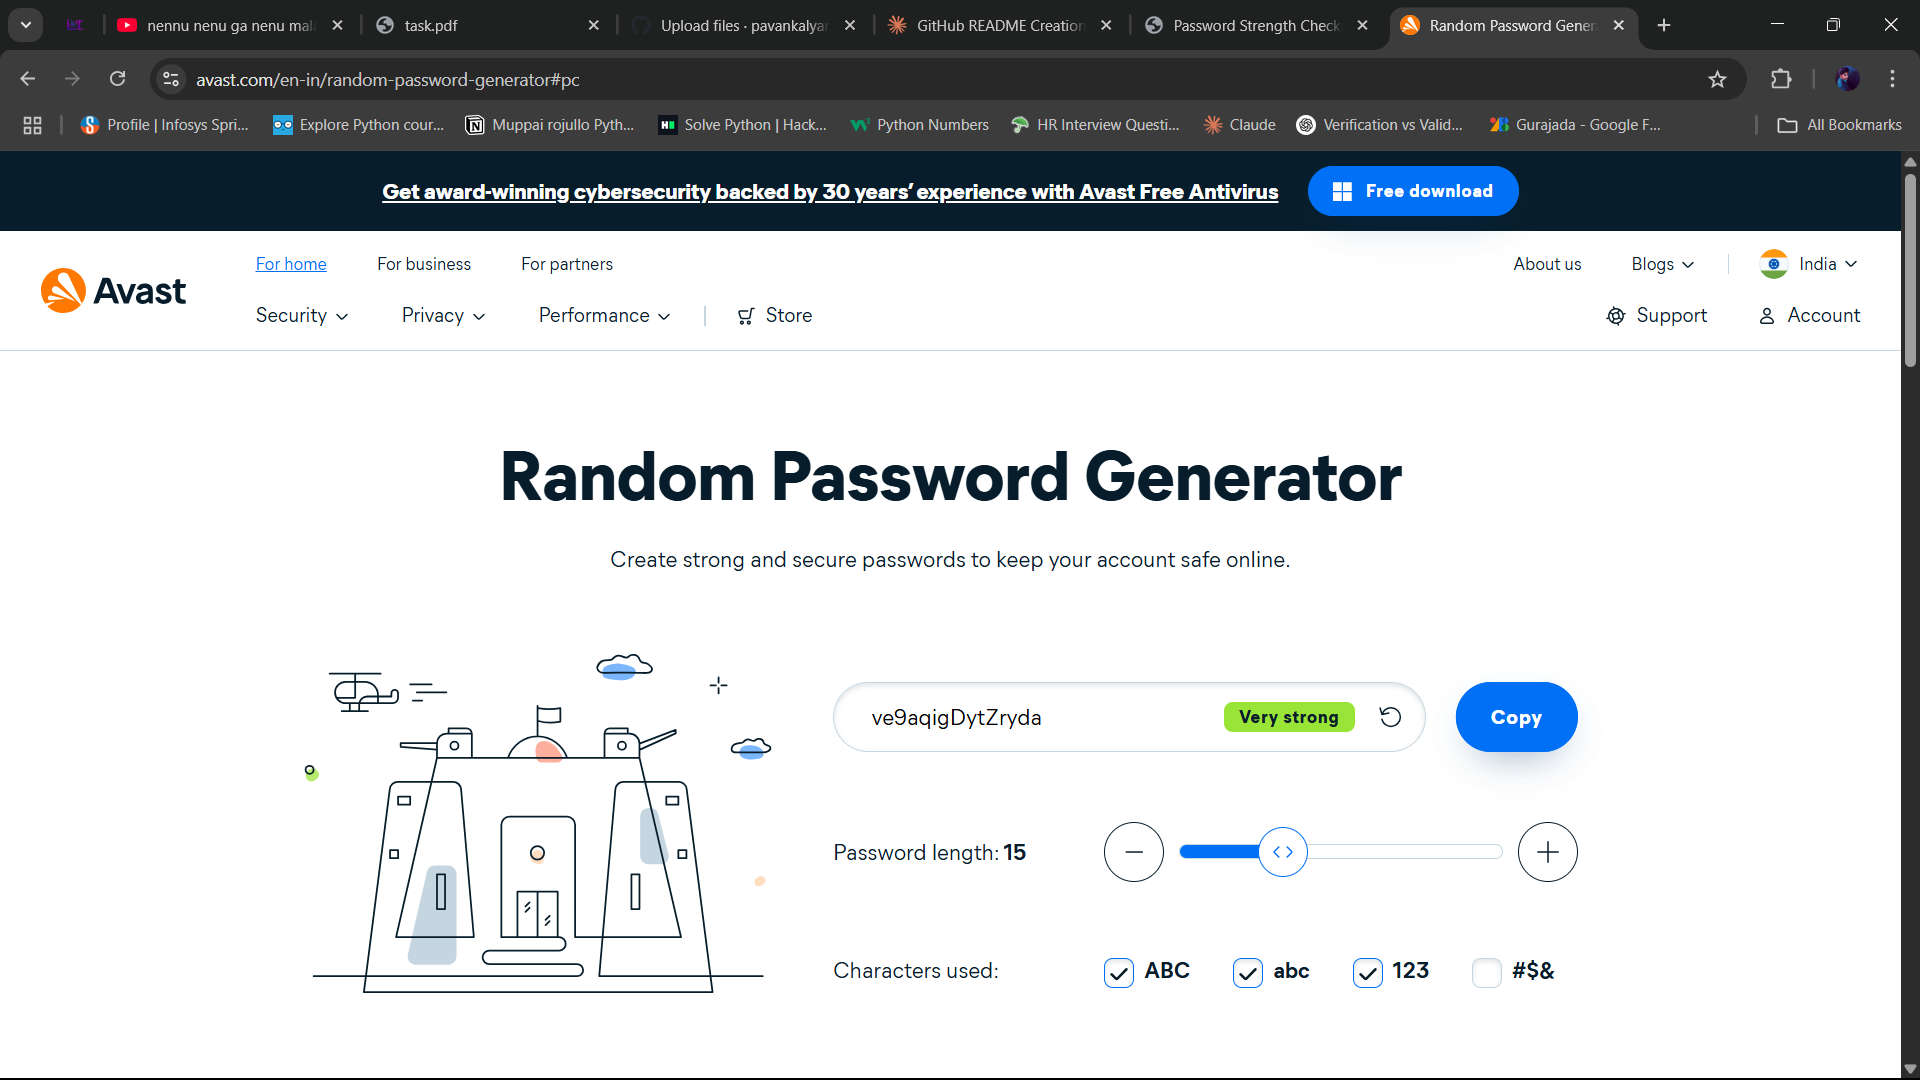 nennu nenu ga nenu mal
task.pdf
Upload files · pavankalyan
GitHub README Creation
Password Strength Check
Random Password Gener
avast.com/en-in/random-password-generator#pc
Profile | Infosys Spri...
Explore Python cour...
Muppai rojullo Pyth...
Solve Python | Hack...
Python Numbers
HR Interview Questi...
Claude
Verification vs Valid...
Gurajada - Google F...
All Bookmarks
Get award-winning cybersecurity backed by 30 years’ experience with Avast Free Antivirus
Free download
For home
For business
For partners
About us
Blogs
India
Avast
Security
Privacy
Performance
Store
Support
Account
Random Password Generator
Create strong and secure passwords to keep your account safe online.
ve9aqigDytZryda
Very strong
Copy
Password length: 15
Characters used:
ABC
abc
123
#$&